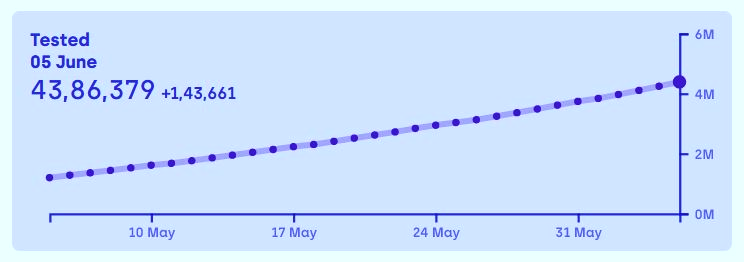 Tested
05 June
43,86,379 +1,43,661
6M
4M
2M
0M
10 May 17 May 24 May 31 May